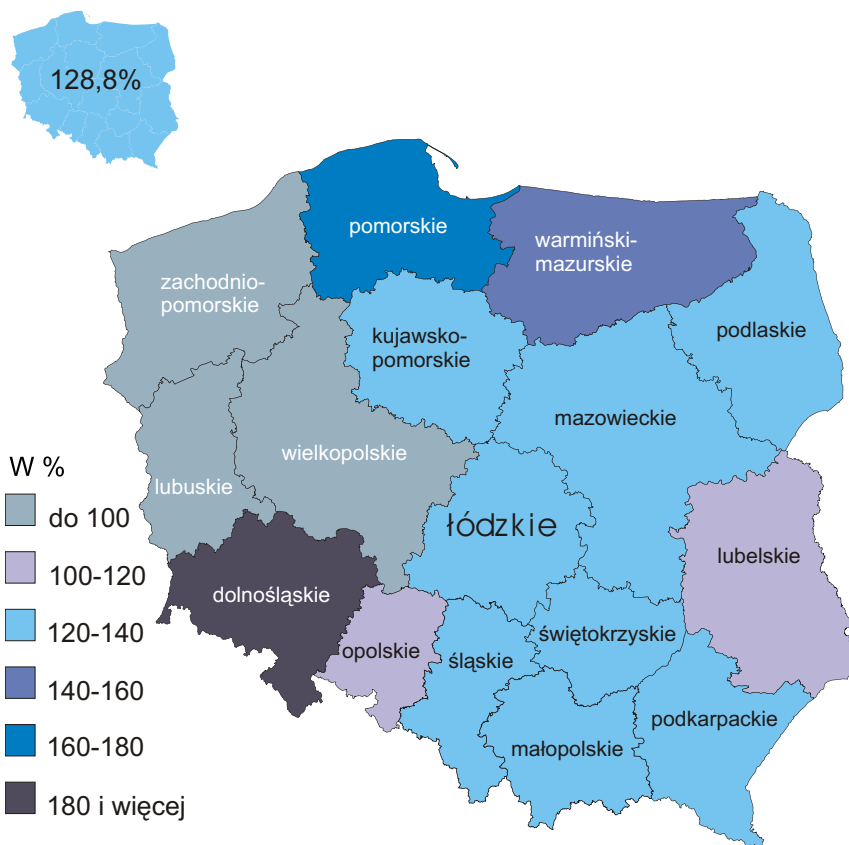 128,8%
pomorskie
warmiński-
mazurskie
zachodnio-
pomorskie
kujawsko-
pomorskie
podlaskie
mazowieckie
wielkopolskie
lubuskie
łódzkie
lubelskie
dolnośląskie
opolskie
śląskie
świętokrzyskie
małopolskie
podkarpackie
W %
do 100
100-120
120-140
140-160
160-180
180 i więcej